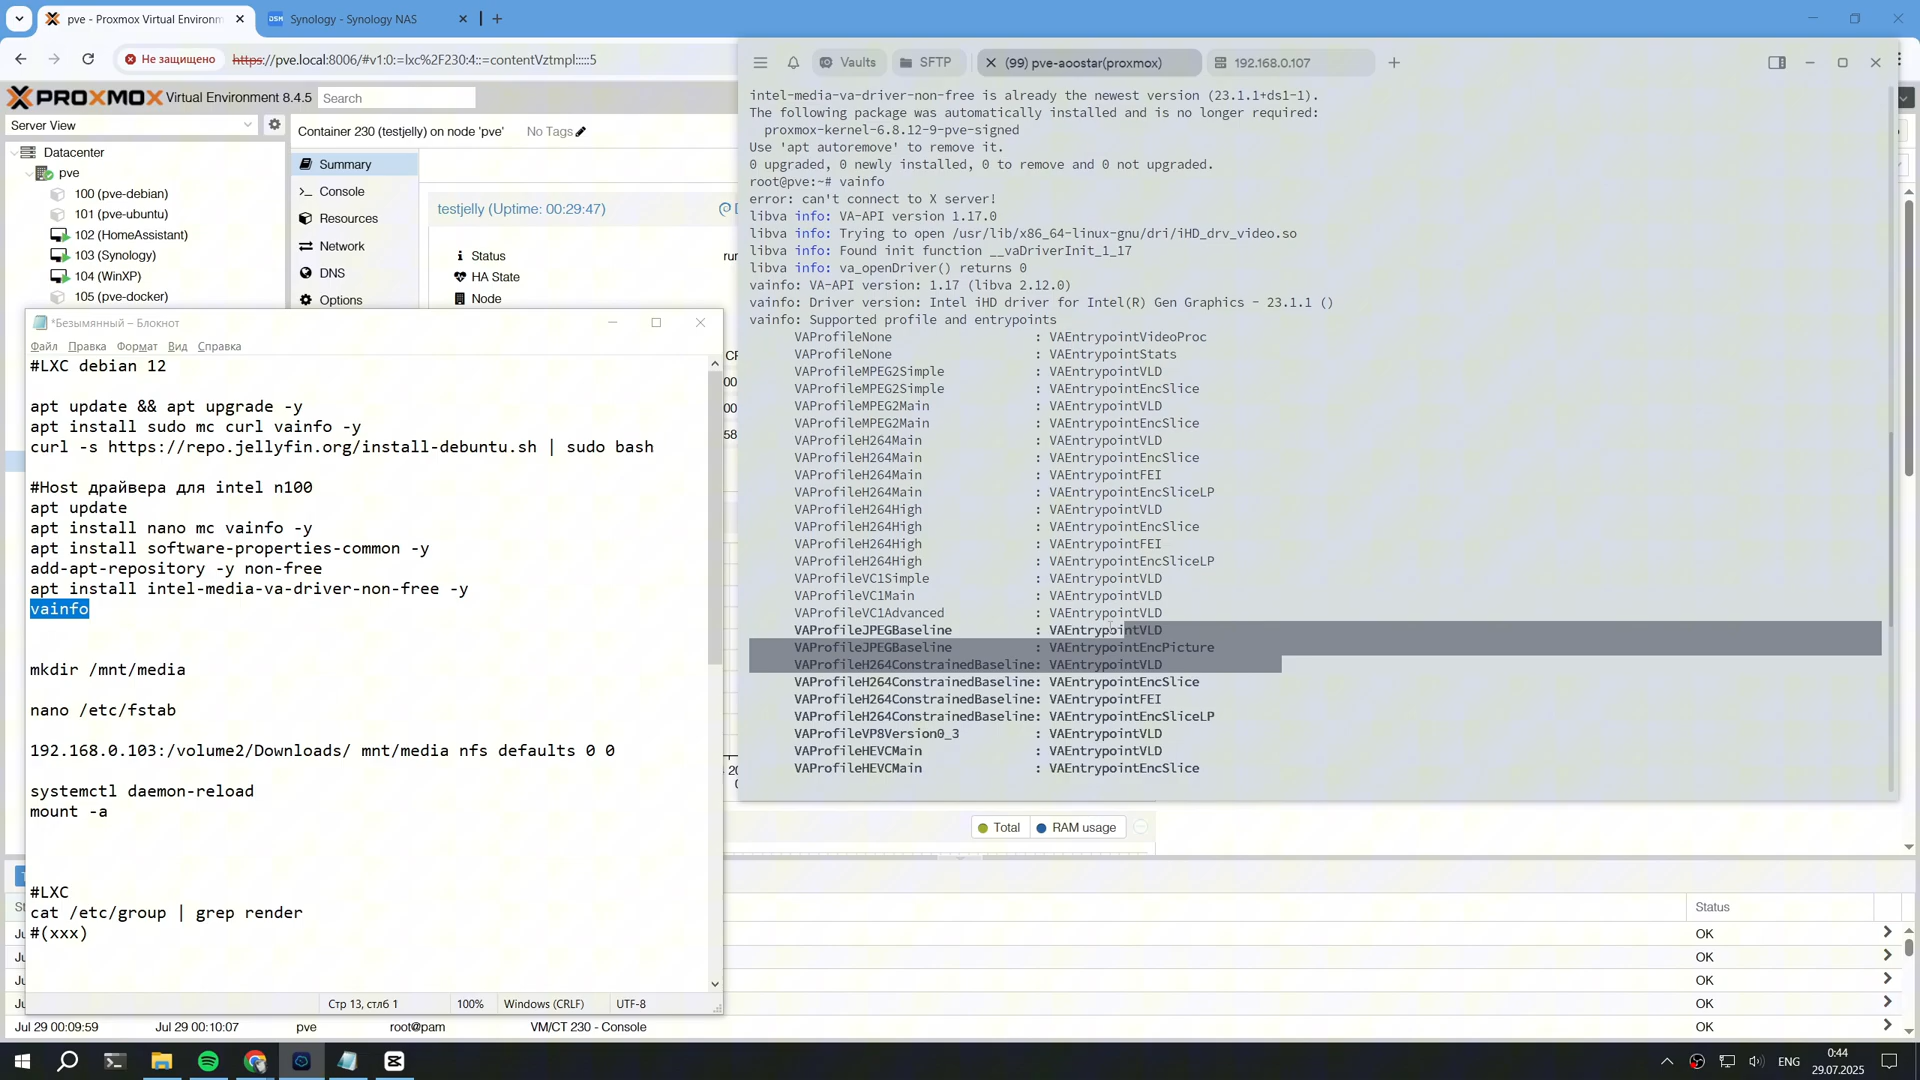 pve - Proxmox Virtual Environm
Synology - Synology NAS
Не защищено
https://pve.local:8006/#v1:0:=lxc%2F230:4::=contentVztmpl:::::5
PROXMOX Virtual Environment 8.4.5
Search
Server View
Container 230 (testjelly) on node 'pve'
No Tags
Datacenter
pve
100 (pve-debian)
101 (pve-ubuntu)
102 (HomeAssistant)
103 (Synology)
104 (WinXP)
105 (pve-docker)
Summary
Console
Resources
Network
DNS
Options
testjelly (Uptime: 00:29:47)
Status
HA State
Node
Vaults
SFTP
(99) pve-aoostar(proxmox)
192.168.0.107
intel-media-va-driver-non-free is already the newest version (23.1.1+ds1-1).
The following package was automatically installed and is no longer required:
proxmox-kernel-6.8.12-9-pve-signed
Use 'apt autoremove' to remove it.
0 upgraded, 0 newly installed, 0 to remove and 0 not upgraded.
root@pve:~# vainfo
error: can't connect to X server!
libva info: VA-API version 1.17.0
libva info: Trying to open /usr/lib/x86_64-linux-gnu/dri/iHD_drv_video.so
libva info: Found init function __vaDriverInit_1_17
libva info: va_openDriver() returns 0
vainfo: VA-API version: 1.17 (libva 2.12.0)
vainfo: Driver version: Intel iHD driver for Intel(R) Gen Graphics - 23.1.1 ()
vainfo: Supported profile and entrypoints
VAProfileNone : VAEntrypointVideoProc
VAProfileNone : VAEntrypointStats
VAProfileMPEG2Simple : VAEntrypointVLD
VAProfileMPEG2Simple : VAEntrypointEncSlice
VAProfileMPEG2Main : VAEntrypointVLD
VAProfileMPEG2Main : VAEntrypointEncSlice
VAProfileH264Main : VAEntrypointVLD
VAProfileH264Main : VAEntrypointEncSlice
VAProfileH264Main : VAEntrypointFEI
VAProfileH264Main : VAEntrypointEncSliceLP
VAProfileH264High : VAEntrypointVLD
VAProfileH264High : VAEntrypointEncSlice
VAProfileH264High : VAEntrypointFEI
VAProfileH264High : VAEntrypointEncSliceLP
VAProfileVC1Simple : VAEntrypointVLD
VAProfileVC1Main : VAEntrypointVLD
VAProfileVC1Advanced : VAEntrypointVLD
VAProfileJPEGBaseline : VAEntrypointVLD
VAProfileJPEGBaseline : VAEntrypointEncPicture
VAProfileH264ConstrainedBaseline: VAEntrypointVLD
VAProfileH264ConstrainedBaseline: VAEntrypointEncSlice
VAProfileH264ConstrainedBaseline: VAEntrypointFEI
VAProfileH264ConstrainedBaseline: VAEntrypointEncSliceLP
VAProfileVP8Version0_3 : VAEntrypointVLD
VAProfileHEVCMain : VAEntrypointVLD
VAProfileHEVCMain : VAEntrypointEncSlice
*Безымянный – Блокнот
Файл Правка Формат Вид Справка
#LXC debian 12
apt update && apt upgrade -y
apt install sudo mc curl vainfo -y
curl -s https://repo.jellyfin.org/install-debuntu.sh | sudo bash
#Host драйвера для intel n100
apt update
apt install nano mc vainfo -y
apt install software-properties-common -y
add-apt-repository -y non-free
apt install intel-media-va-driver-non-free -y
vainfo
mkdir /mnt/media
nano /etc/fstab
192.168.0.103:/volume2/Downloads/ mnt/media nfs defaults 0 0
systemctl daemon-reload
mount -a
#LXC
cat /etc/group | grep render
#(xxx)
Стр 13, стлб 1
100%
Windows (CRLF)
UTF-8
Total
RAM usage
Status
OK
OK
OK
OK
OK
Jul 29 00:09:59 Jul 29 00:10:07 pve root@pam VM/CT 230 - Console
ENG
0:44
29.07.2025